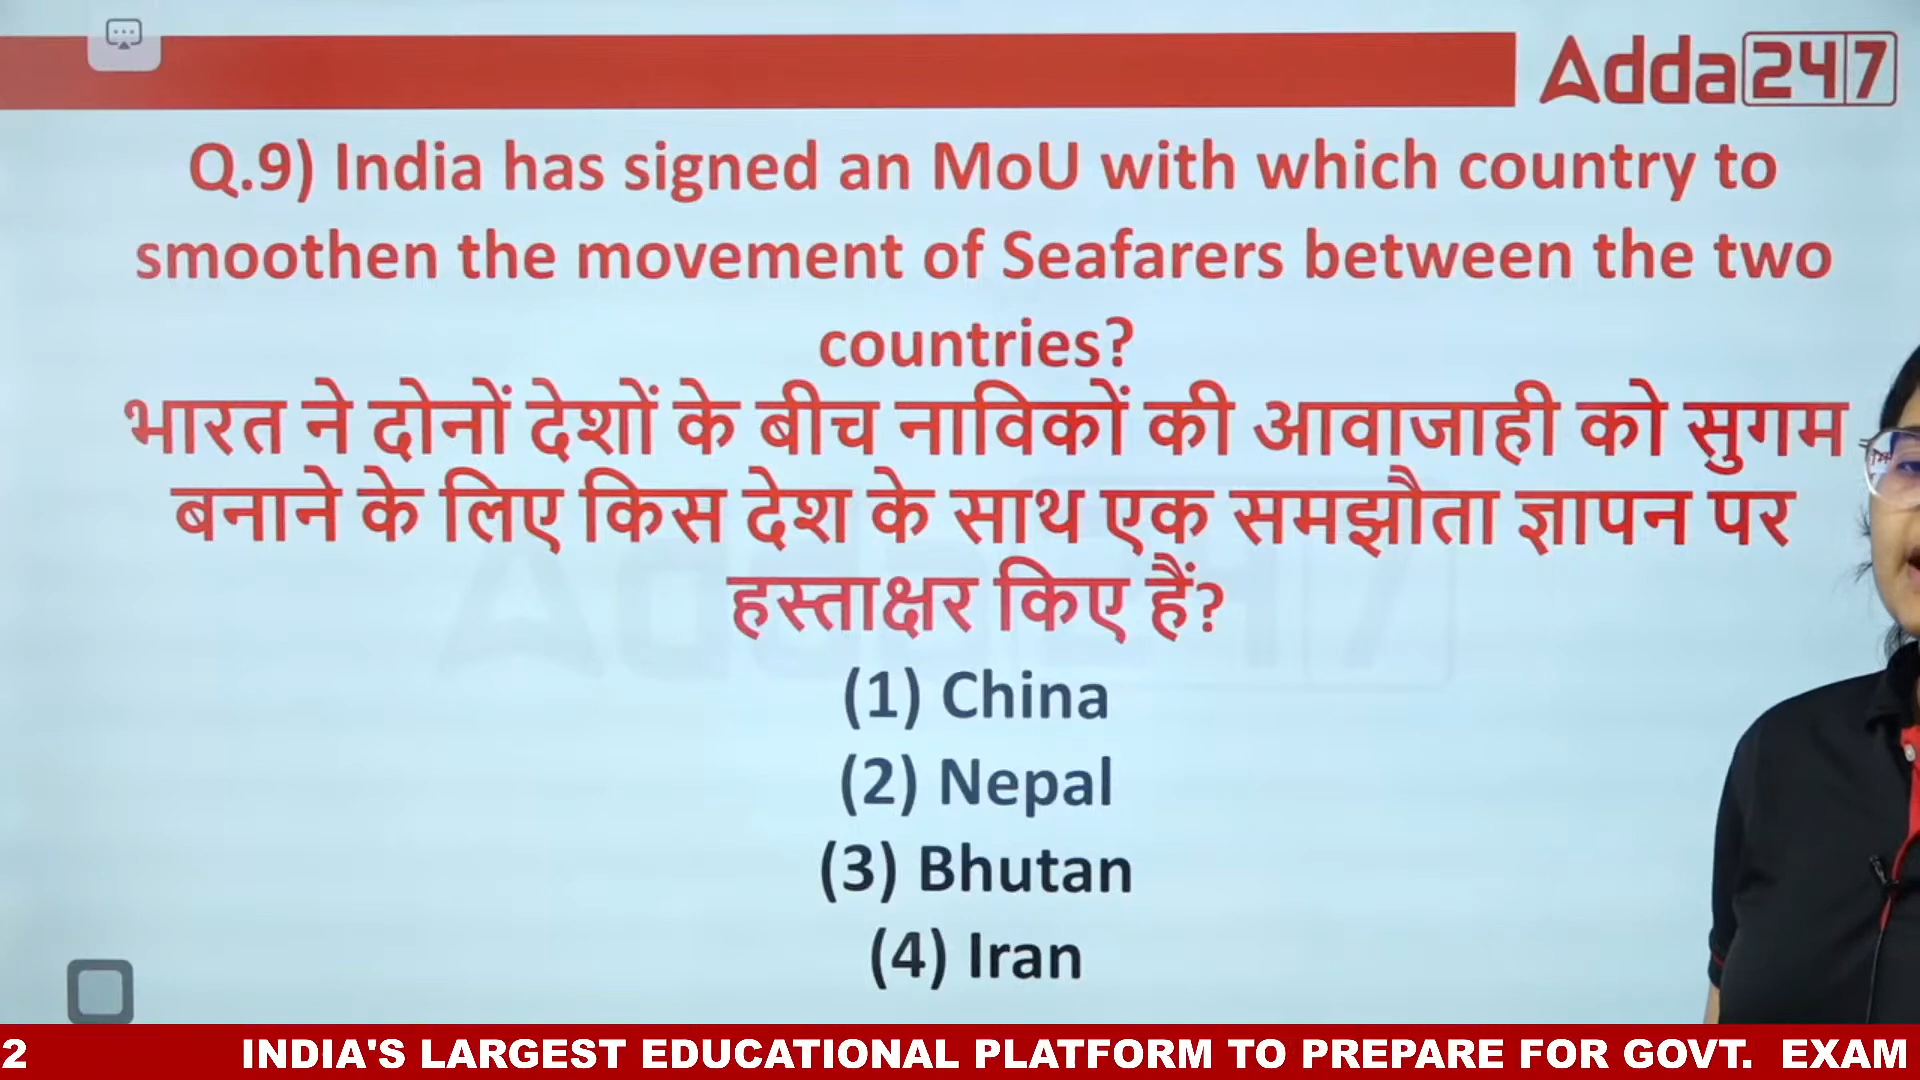 Adda247
Q.9) India has signed an MoU with which country to
smoothen the movement of Seafarers between the two
countries?
भारत ने दोनों देशों के बीच नाविकों की आवाजाही को सुगम
बनाने के लिए किस देश के साथ एक समझौता ज्ञापन पर
हस्ताक्षर किए हैं?
(1) China
(2) Nepal
(3) Bhutan
(4) Iran
2 INDIA'S LARGEST EDUCATIONAL PLATFORM TO PREPARE FOR GOVT. EXAM